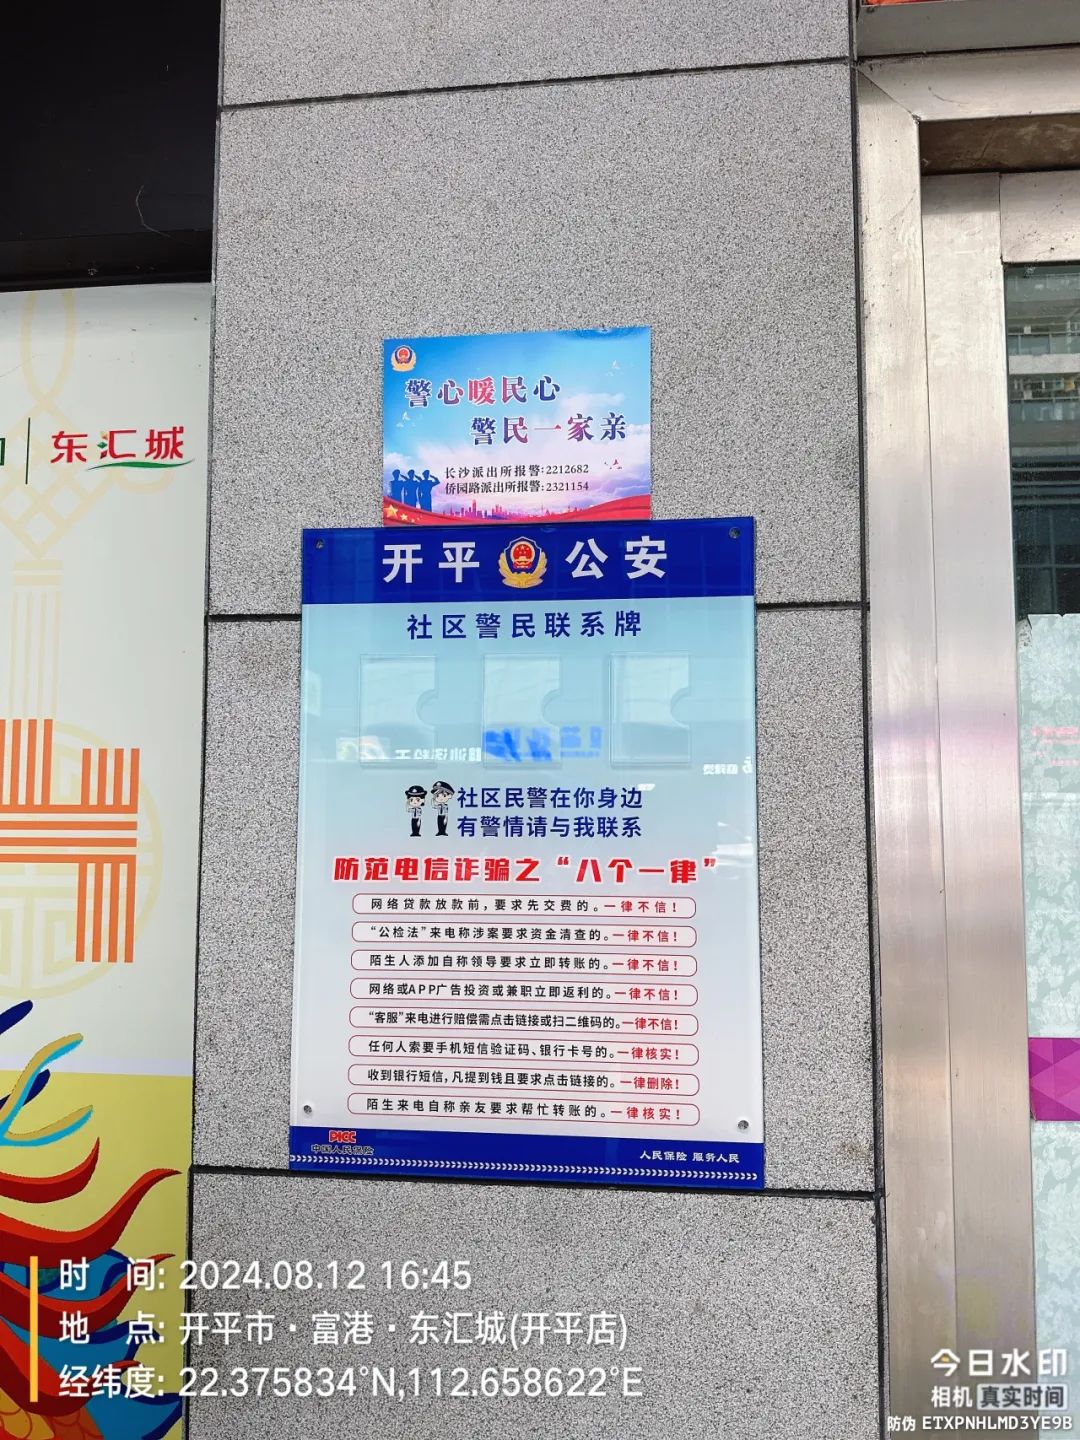 东汇城
警心暖民心
警民一家亲
长沙派出所报警:2212682
侨园路派出所报警:2321154
开平 公安
社区警民联系牌
社区民警在你身边
有警情请与我联系
防范电信诈骗之“八个一律”
网络贷款放款前,要求先交费的。一律不信!
“公检法”来电称涉案要求资金清查的。一律不信!
陌生人添加自称领导要求立即转账的。一律不信!
网络或APP广告投资或兼职立即返利的。一律不信!
“客服”来电进行赔偿需点击链接或扫二维码的。一律不信!
任何人索要手机短信验证码、银行卡号的。一律核实!
收到银行短信,凡提到钱且要求点击链接的。一律删除!
陌生来电自称亲友要求帮忙转账的。一律核实!
PICC
中国人民保险
人民保险 服务人民
时 间: 2024.08.12 16:45
地 点: 开平市·富港·东汇城(开平店)
经纬度: 22.375834°N,112.658622°E
今日水印
相机 真实时间
防伪 ETXPNHLMD3YE9B